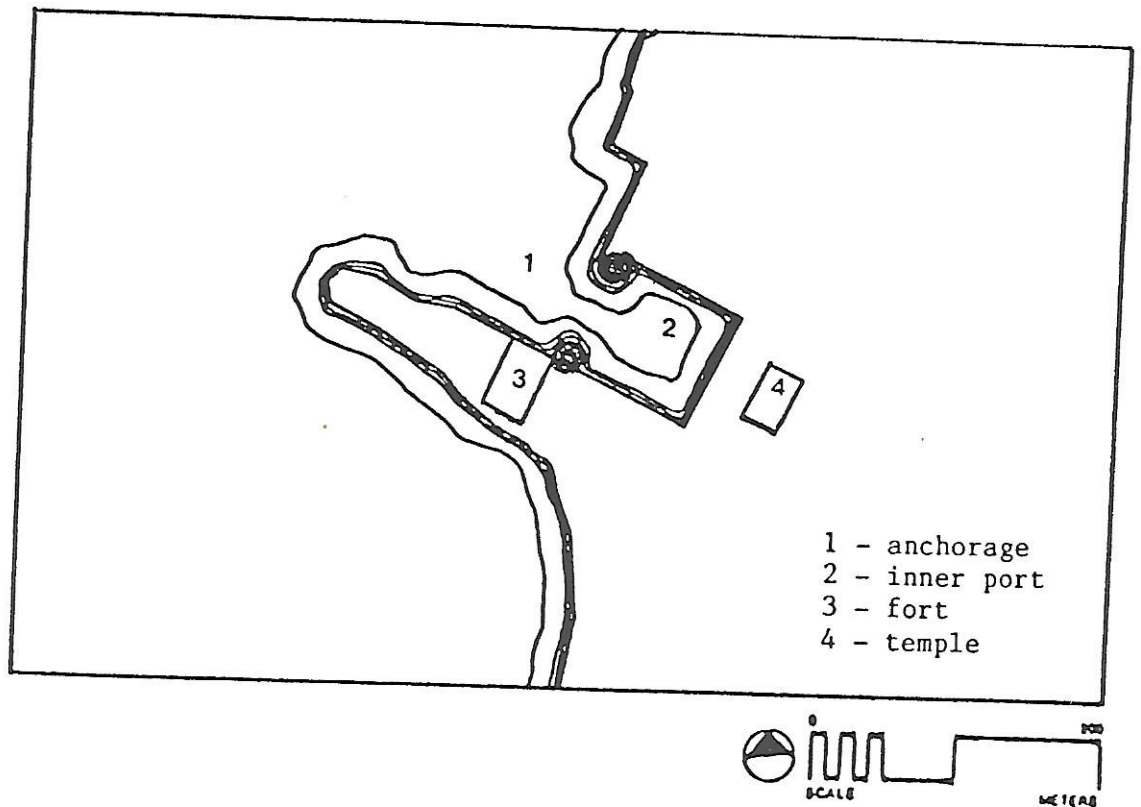 1
2
3
4
1 - anchorage
2 - inner port
3 - fort
4 - temple
0
SCALE
METERS